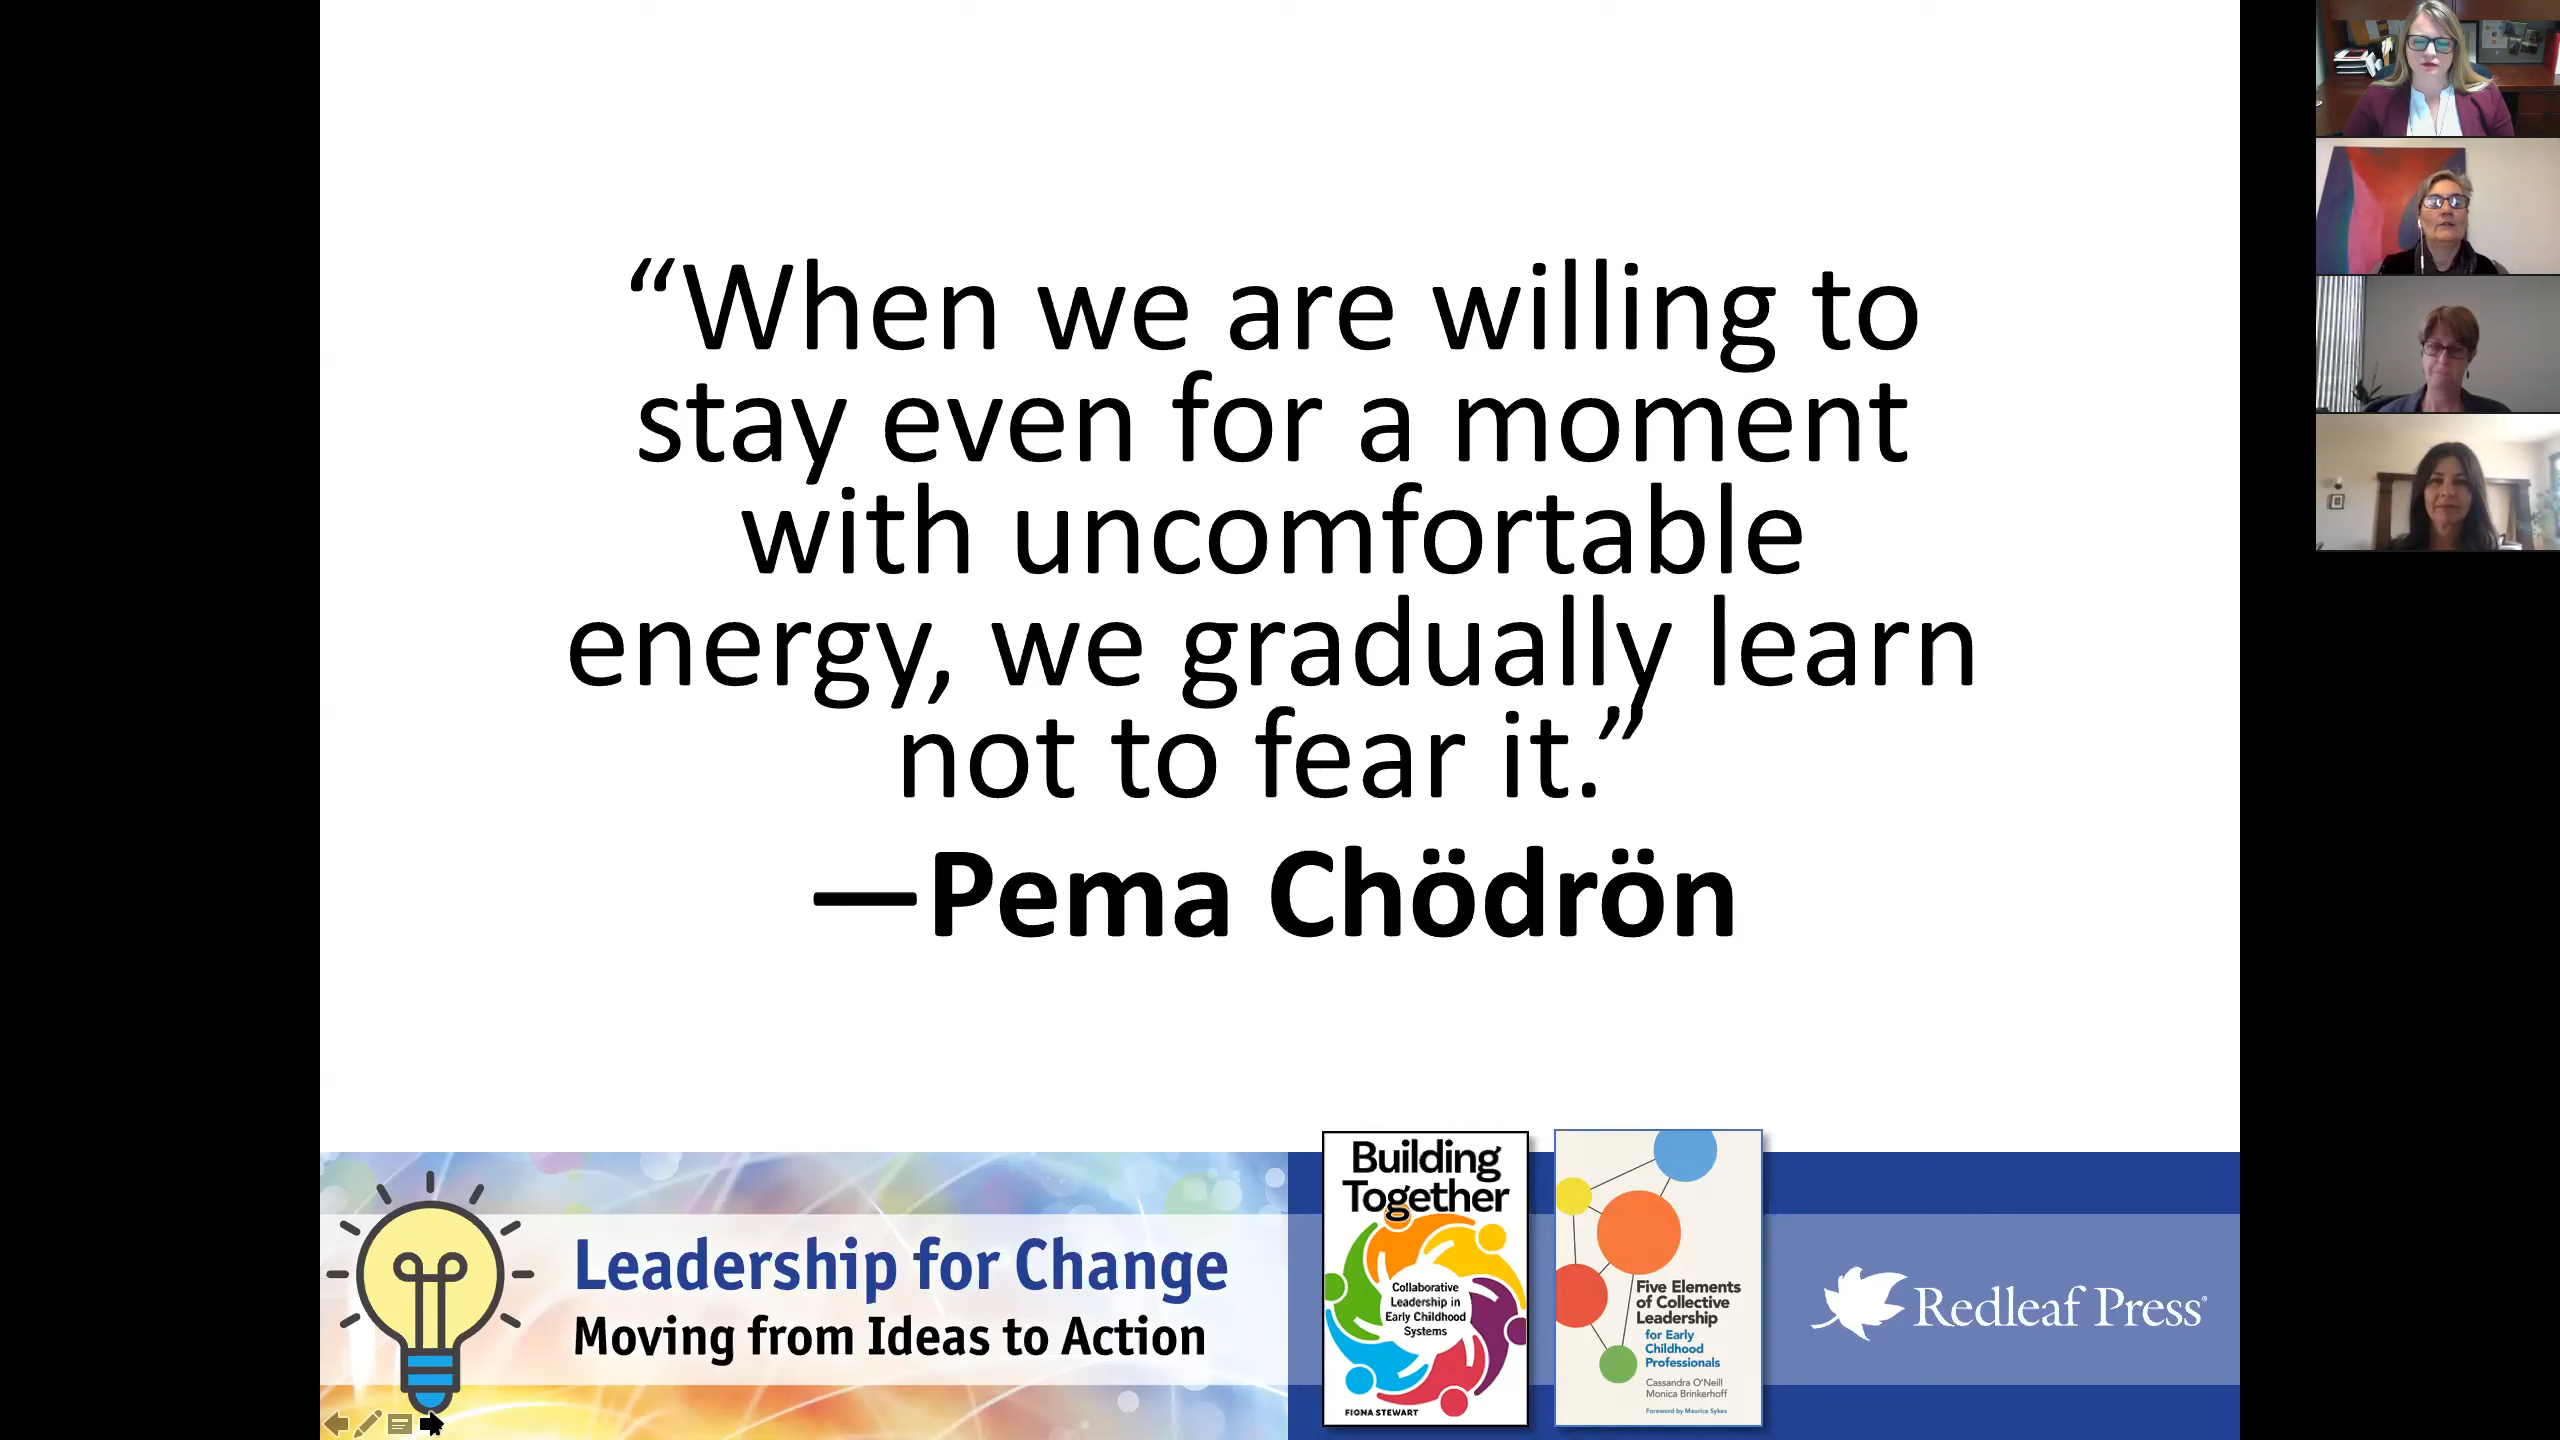 “When we are willing to
stay even for a moment
with uncomfortable
energy, we gradually learn
not to fear it.”
—Pema Chödrön
Leadership for Change
Moving from Ideas to Action
Building
Together
Collaborative
Leadership in
Early Childhood
Systems
FIONA STEWART
Five Elements
of Collective
Leadership
for Early
Childhood
Professionals
Cassandra O’Neill
Monica Brinkerhoff
Foreword by Maurice Sykes
Redleaf Press®